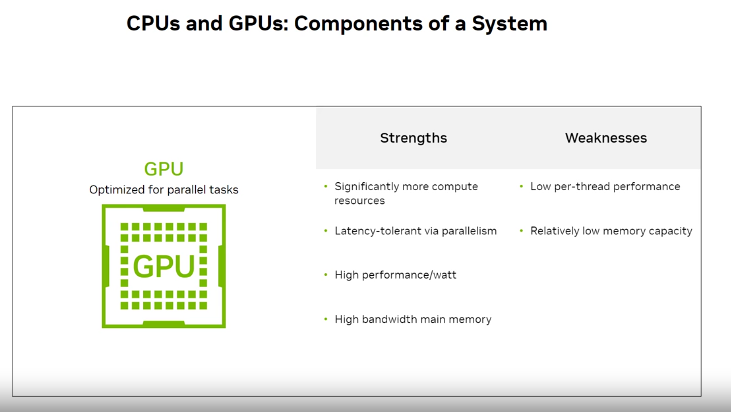 CPUs and GPUs: Components of a System
GPU
Optimized for parallel tasks
GPU
Strengths
Weaknesses
• Significantly more compute
resources
• Latency-tolerant via parallelism
• High performance/watt
• High bandwidth main memory
• Low per-thread performance
• Relatively low memory capacity